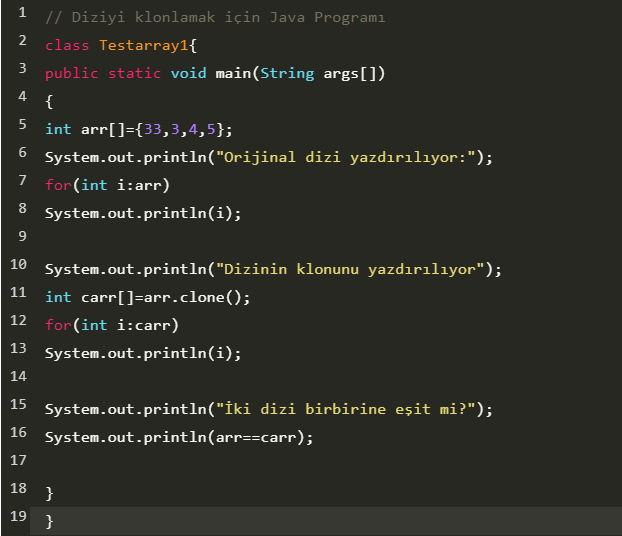 1 // Diziyi klonlamak için Java Programı
2 class Testarray1{
3 public static void main(String args[])
4 {
5 int arr[]={33,3,4,5};
6 System.out.println("Orijinal dizi yazdırılıyor:");
7 for(int i:arr)
8 System.out.println(i);
9
10 System.out.println("Dizinin klonunu yazdırılıyor");
11 int carr[]=arr.clone();
12 for(int i:carr)
13 System.out.println(i);
14
15 System.out.println("İki dizi birbirine eşit mi?");
16 System.out.println(arr==carr);
17
18 }
19 }